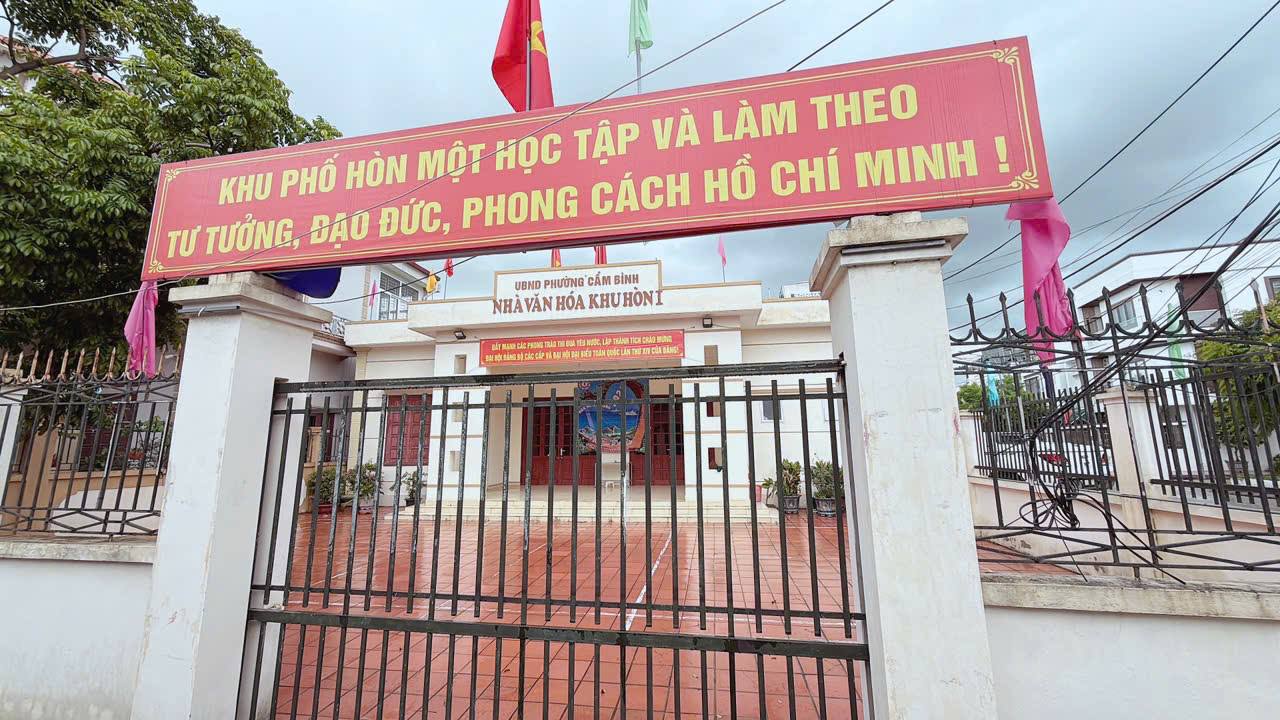 KHU PHỐ HÒN MỘT HỌC TẬP VÀ LÀM THEO
TƯ TƯỞNG, ĐẠO ĐỨC, PHONG CÁCH HỒ CHÍ MINH !
UBND PHƯỜNG CẨM BÌNH
NHÀ VĂN HÓA KHU HÒN I
ĐẨY MẠNH CÁC PHONG TRÀO THI ĐUA YÊU NƯỚC, LẬP THÀNH TÍCH CHÀO MỪNG
ĐẠI HỘI ĐẢNG BỘ CÁC CẤP VÀ ĐẠI HỘI ĐẠI BIỂU TOÀN QUỐC LẦN THỨ XIV CỦA ĐẢNG!